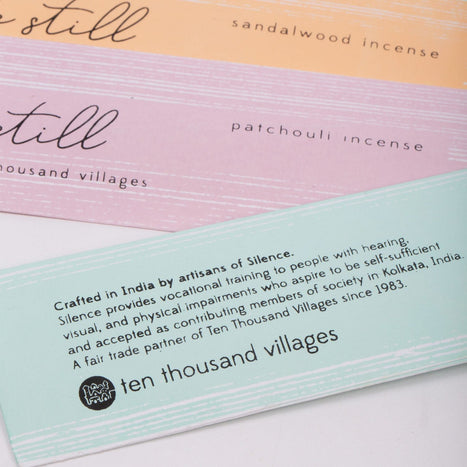 still
sandalwood incense
still
patchouli incense
thousand villages
Crafted in India by artisans of Silence.
Silence provides vocational training to people with hearing,
visual, and physical impairments who aspire to be self-sufficient
and accepted as contributing members of society in Kolkata, India.
A fair trade partner of Ten Thousand Villages since 1983.
ten thousand villages